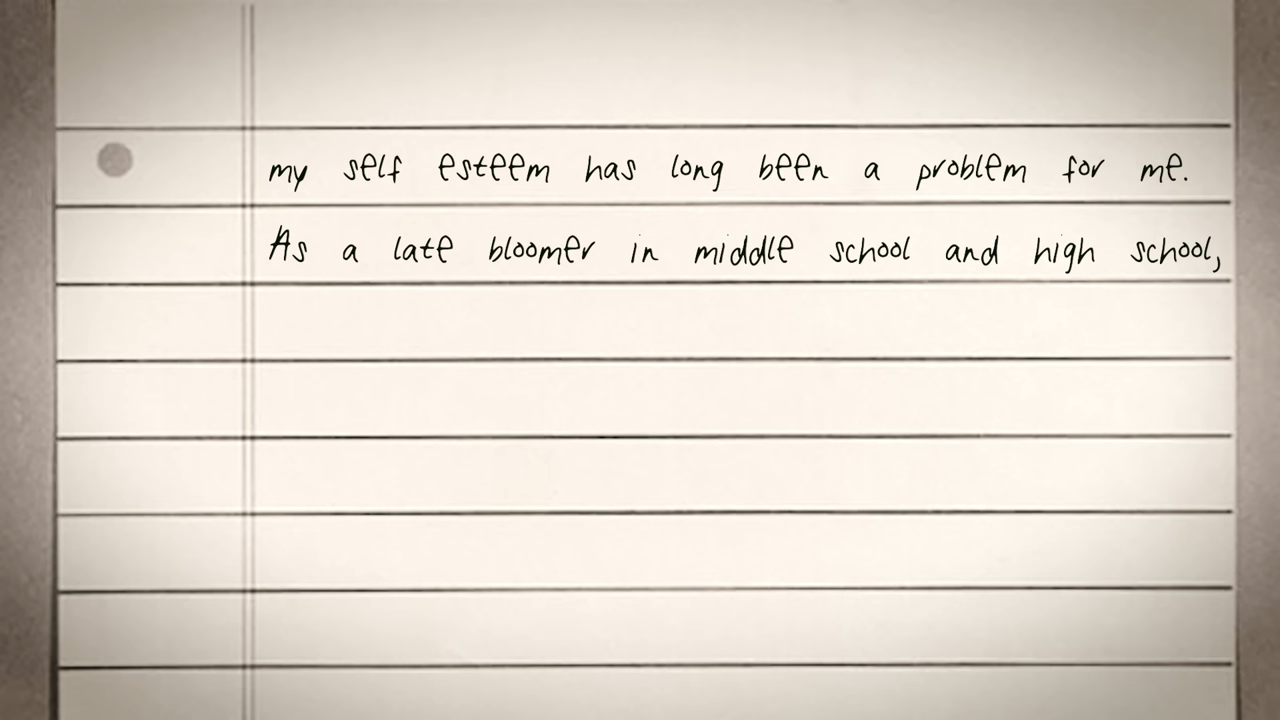 my self esteem has long been a problem for me.
As a late bloomer in middle school and high school,